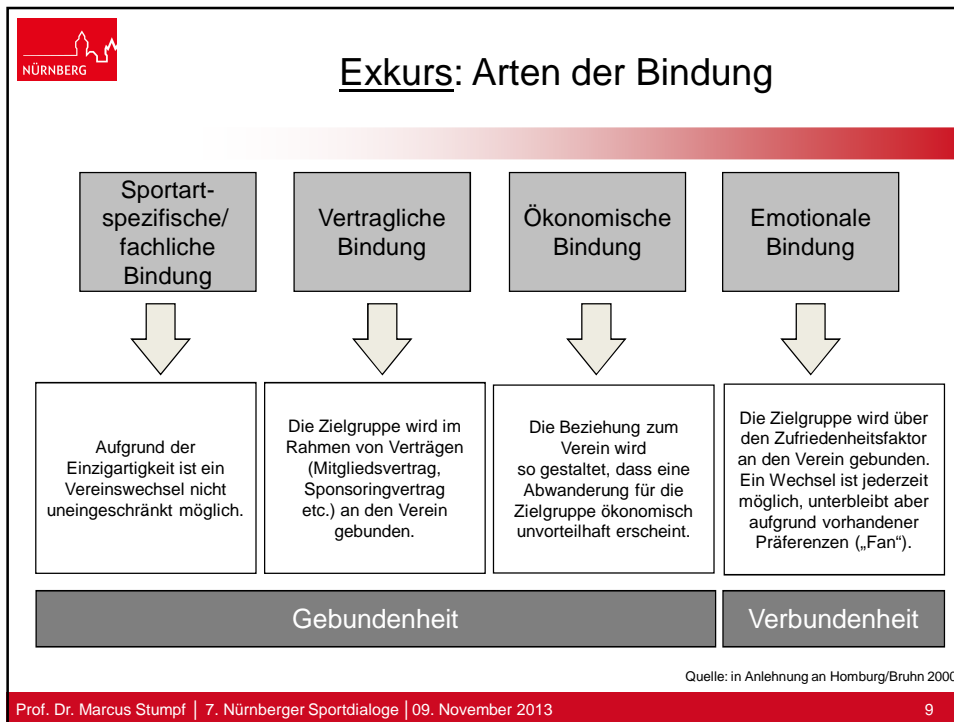 NÜRNBERG
Exkurs: Arten der Bindung
Sportart-
spezifische/
fachliche
Bindung
Vertragliche
Bindung
Ökonomische
Bindung
Emotionale
Bindung
Aufgrund der
Einzigartigkeit ist ein
Vereinswechsel nicht
uneingeschränkt möglich.
Die Zielgruppe wird im
Rahmen von Verträgen
(Mitgliedsvertrag,
Sponsoringvertrag
etc.) an den Verein
gebunden.
Die Beziehung zum
Verein wird
so gestaltet, dass eine
Abwanderung für die
Zielgruppe ökonomisch
unvorteilhaft erscheint.
Die Zielgruppe wird über
den Zufriedenheitsfaktor
an den Verein gebunden.
Ein Wechsel ist jederzeit
möglich, unterbleibt aber
aufgrund vorhandener
Präferenzen („Fan“).
Gebundenheit
Verbundenheit
Quelle: in Anlehnung an Homburg/Bruhn 2000
Prof. Dr. Marcus Stumpf | 7. Nürnberger Sportdialoge | 09. November 2013
9